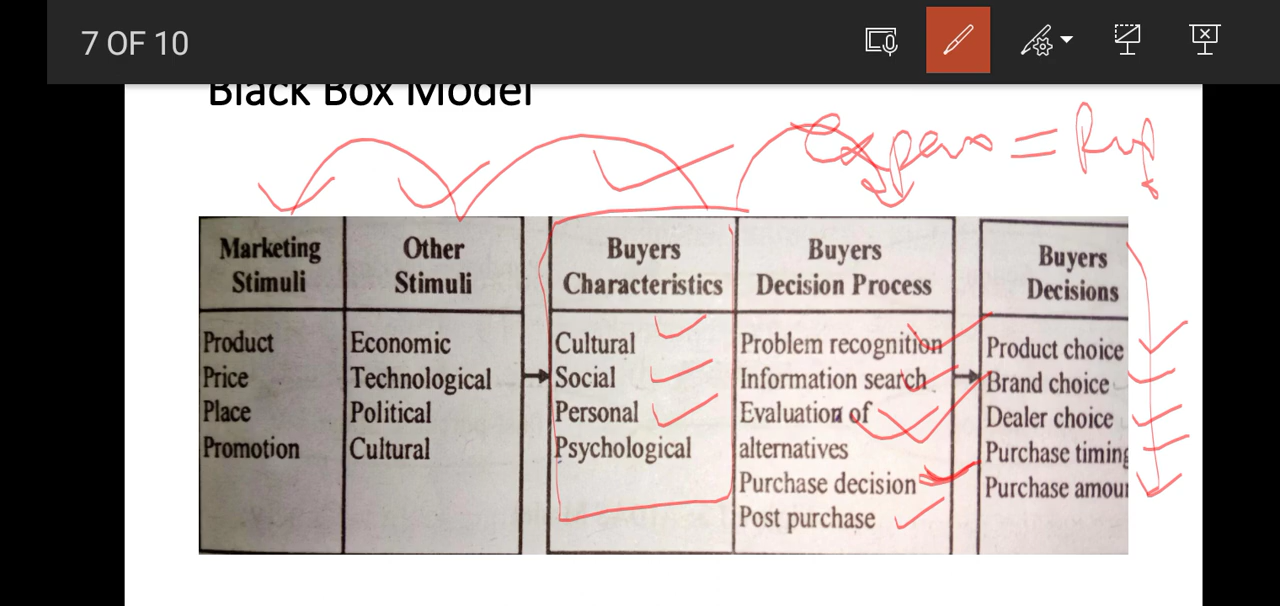 7 OF 10
Black Box Model
Marketing Stimuli
Product
Price
Place
Promotion
Other Stimuli
Economic
Technological
Political
Cultural
Buyers Characteristics
Cultural
Social
Personal
Psychological
Buyers Decision Process
Problem recognition
Information search
Evaluation of
alternatives
Purchase decision
Post purchase
Buyers Decisions
Product choice
Brand choice
Dealer choice
Purchase timing
Purchase amou